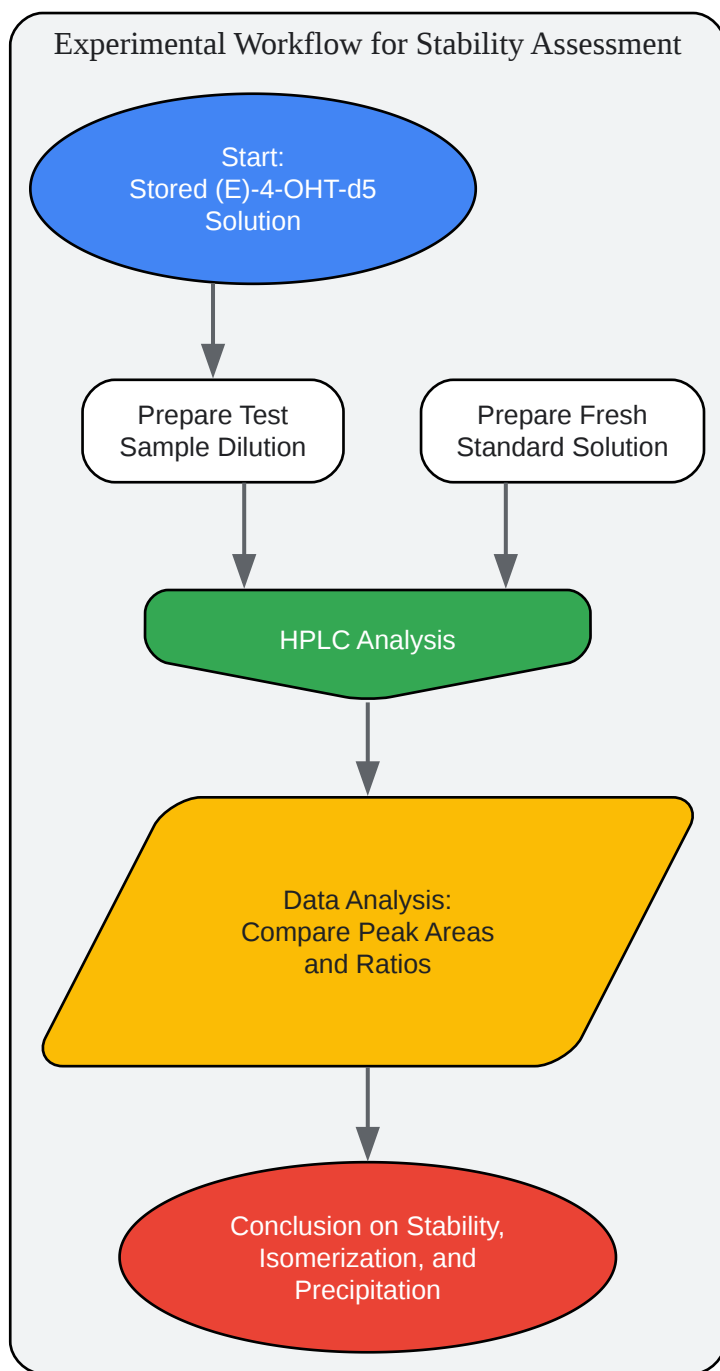 Experimental Workflow for Stability Assessment
Start:
Stored (E)-4-OHT-d5
Solution
Prepare Test
Sample Dilution
Prepare Fresh
Standard Solution
HPLC Analysis
Data Analysis:
Compare Peak Areas
and Ratios
Conclusion on Stability,
Isomerization, and
Precipitation